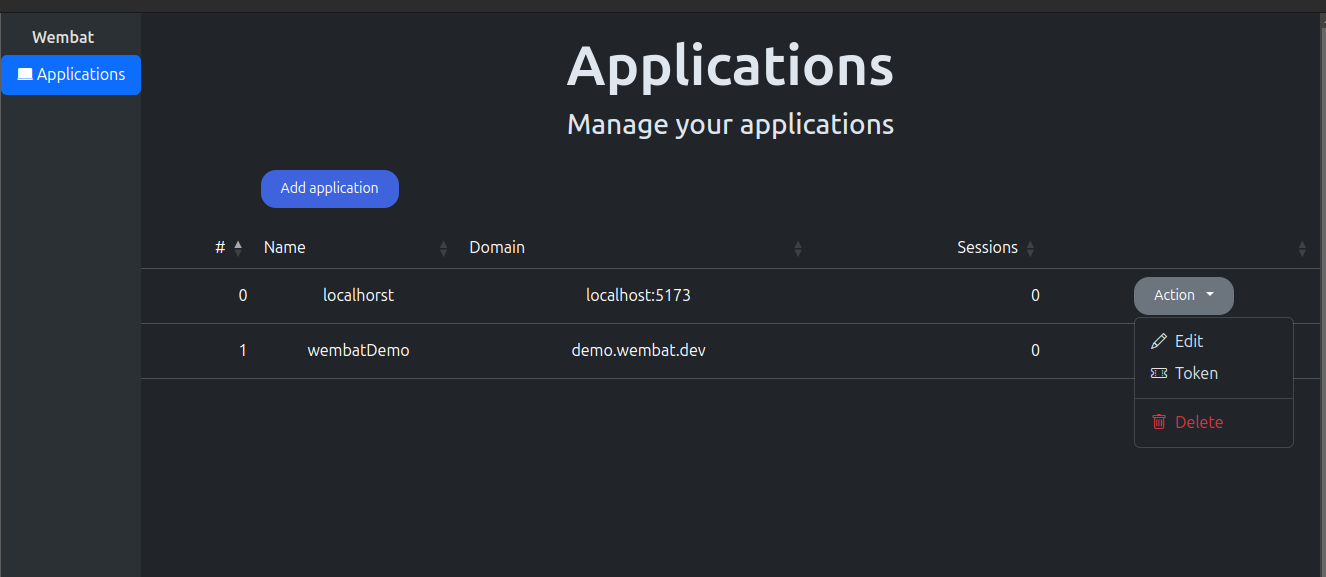 Wembat
Applications
Applications
Manage your applications
Add application
# Name Domain Sessions
0 localhorst localhost:5173 0 Action
1 wembatDemo demo.wembat.dev 0
Edit
Token
Delete